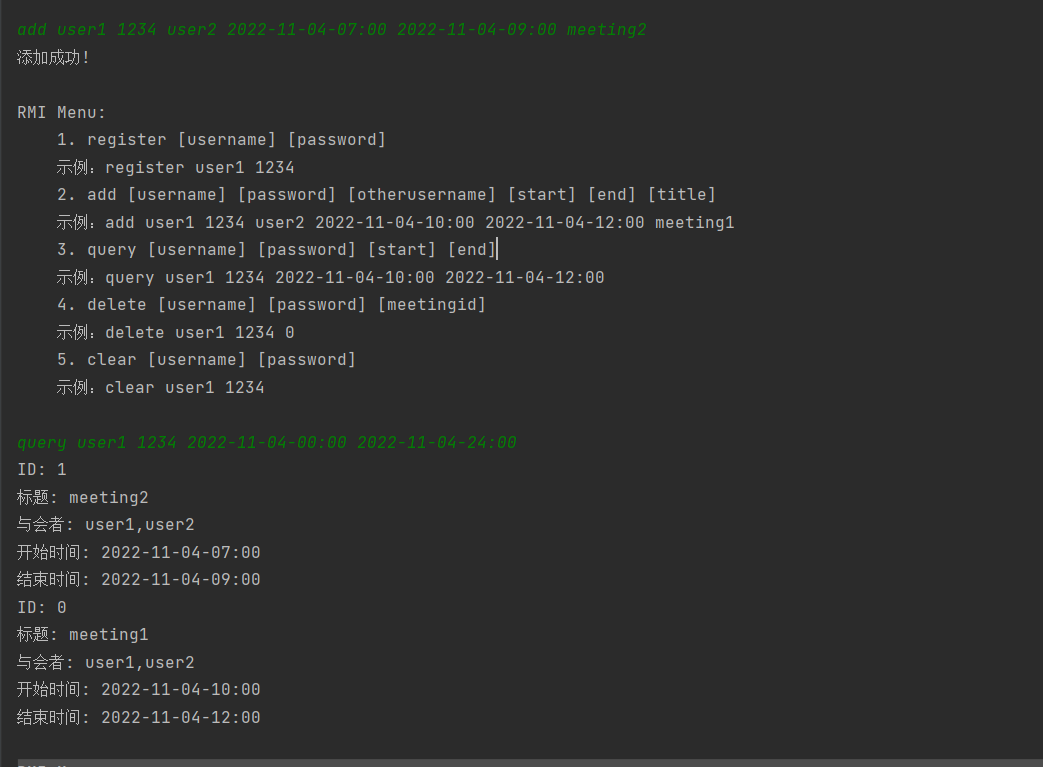 add user1 1234 user2 2022-11-04-07:00 2022-11-04-09:00 meeting2
添加成功!
RMI Menu:
1. register [username] [password]
示例：register user1 1234
2. add [username] [password] [otherusername] [start] [end] [title]
示例：add user1 1234 user2 2022-11-04-10:00 2022-11-04-12:00 meeting1
3. query [username] [password] [start] [end]
示例：query user1 1234 2022-11-04-10:00 2022-11-04-12:00
4. delete [username] [password] [meetingid]
示例：delete user1 1234 0
5. clear [username] [password]
示例：clear user1 1234
query user1 1234 2022-11-04-00:00 2022-11-04-24:00
ID: 1
标题: meeting2
与会者: user1,user2
开始时间: 2022-11-04-07:00
结束时间: 2022-11-04-09:00
ID: 0
标题: meeting1
与会者: user1,user2
开始时间: 2022-11-04-10:00
结束时间: 2022-11-04-12:00